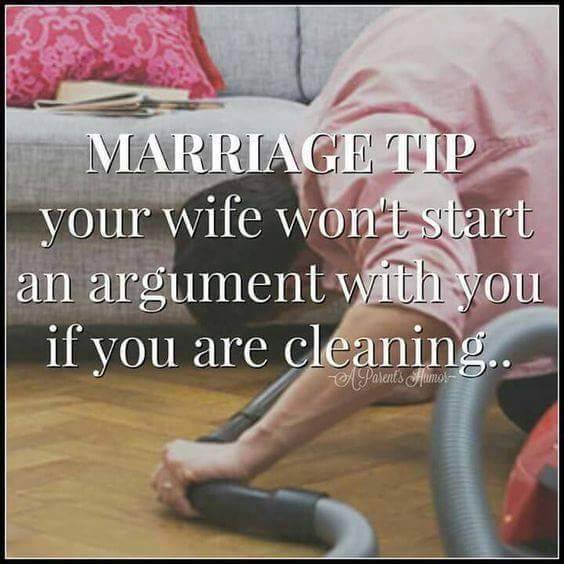 MARRIAGE TIP
your wife won't start
an argument with you
if you are cleaning..
~A Parent's Humor~